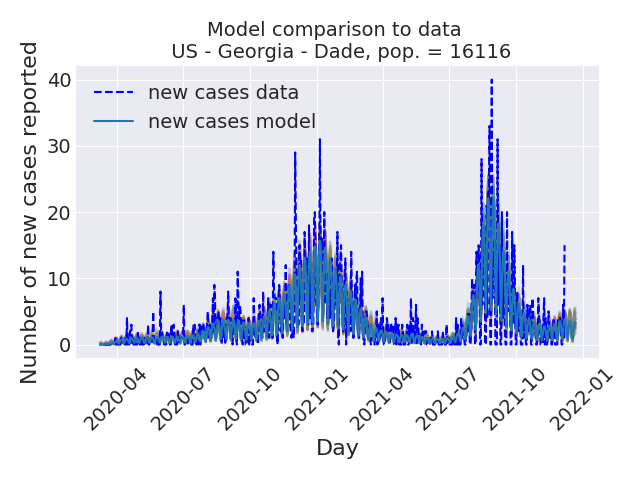 Model comparison to data
US - Georgia - Dade, pop. = 16116
Number of new cases reported
40
30
20
10
0
new cases data
new cases model
2020-04
2020-07
2020-10
2021-01
2021-04
2021-07
2021-10
2022-01
Day